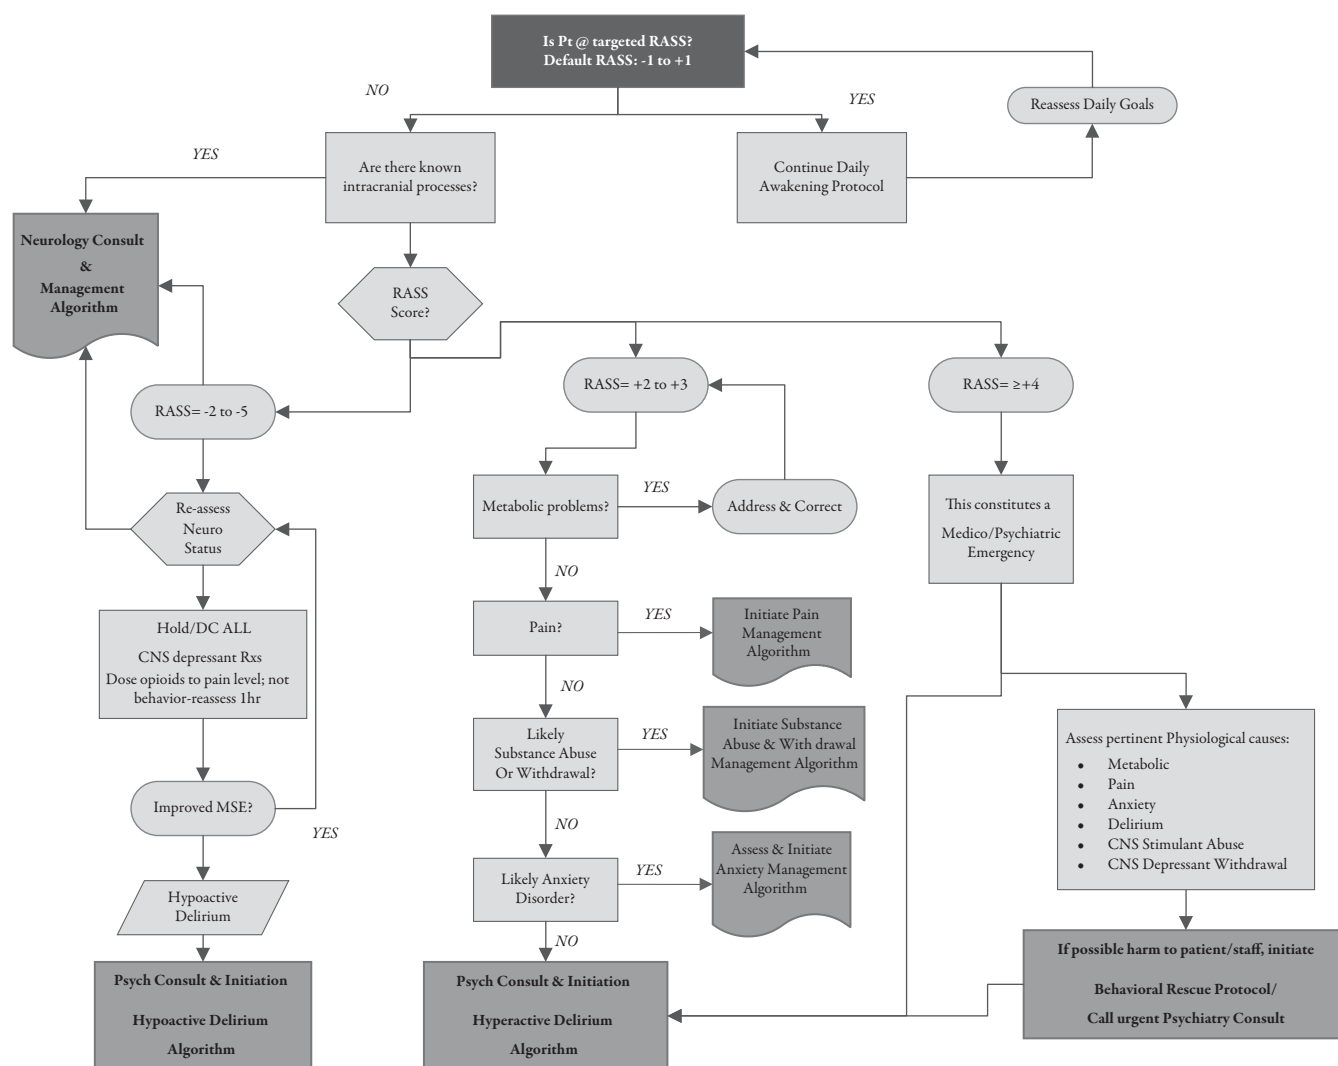 Is Pt @ targeted RASS?
Default RASS: -1 to +1
NO
YES
Reassess Daily Goals
YES
Are there known
intracranial processes?
Continue Daily
Awakening Protocol
Neurology Consult
&
Management
Algorithm
RASS
Score?
RASS= -2 to -5
RASS= +2 to +3
RASS= ≥+4
Re-assess
Neuro
Status
Metabolic problems?
YES
Address & Correct
This constitutes a
Medico/Psychiatric
Emergency
NO
Hold/DC ALL
CNS depressant Rxs
Dose opioids to pain level; not
behavior-reassess 1hr
Pain?
YES
Initiate Pain
Management
Algorithm
NO
Likely
Substance Abuse
Or Withdrawal?
YES
Initiate Substance
Abuse & With drawal
Management Algorithm
Assess pertinent Physiological causes:
• Metabolic
• Pain
• Anxiety
• Delirium
• CNS Stimulant Abuse
• CNS Depressant Withdrawal
Improved MSE?
YES
NO
Likely Anxiety
Disorder?
YES
Assess & Initiate
Anxiety Management
Algorithm
Hypoactive
Delirium
NO
Psych Consult & Initiation
Hypoactive Delirium
Algorithm
Psych Consult & Initiation
Hyperactive Delirium
Algorithm
If possible harm to patient/staff, initiate
Behavioral Rescue Protocol/
Call urgent Psychiatry Consult